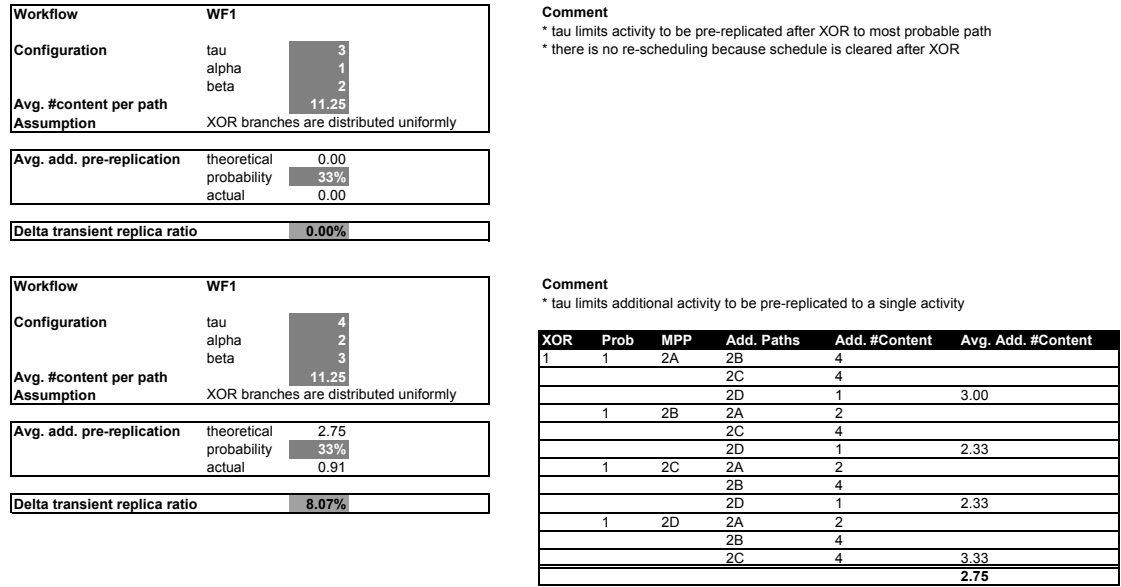 Workflow WF1
Configuration tau 3
alpha 1
beta 2
Avg. #content per path 11.25
Assumption XOR branches are distributed uniformly
Comment
* tau limits activity to be pre-replicated after XOR to most probable path
* there is no re-scheduling because schedule is cleared after XOR
Avg. add. pre-replication theoretical 0.00
probability 33%
actual 0.00
Delta transient replica ratio 0.00%
Workflow WF1
Configuration tau 4
alpha 2
beta 3
Avg. #content per path 11.25
Assumption XOR branches are distributed uniformly
Avg. add. pre-replication theoretical 2.75
probability 33%
actual 0.91
Delta transient replica ratio 8.07%
Comment
* tau limits additional activity to be pre-replicated to a single activity
XOR Prob MPP Add. Paths Add. #Content Avg. Add. #Content
1 1 2A 2B 4
2C 4
2D 1 3.00
1 2B 2A 2
2C 4
2D 1 2.33
1 2C 2A 2
2B 4
2D 1 2.33
1 2D 2A 2
2B 4
2C 4 3.33
2.75